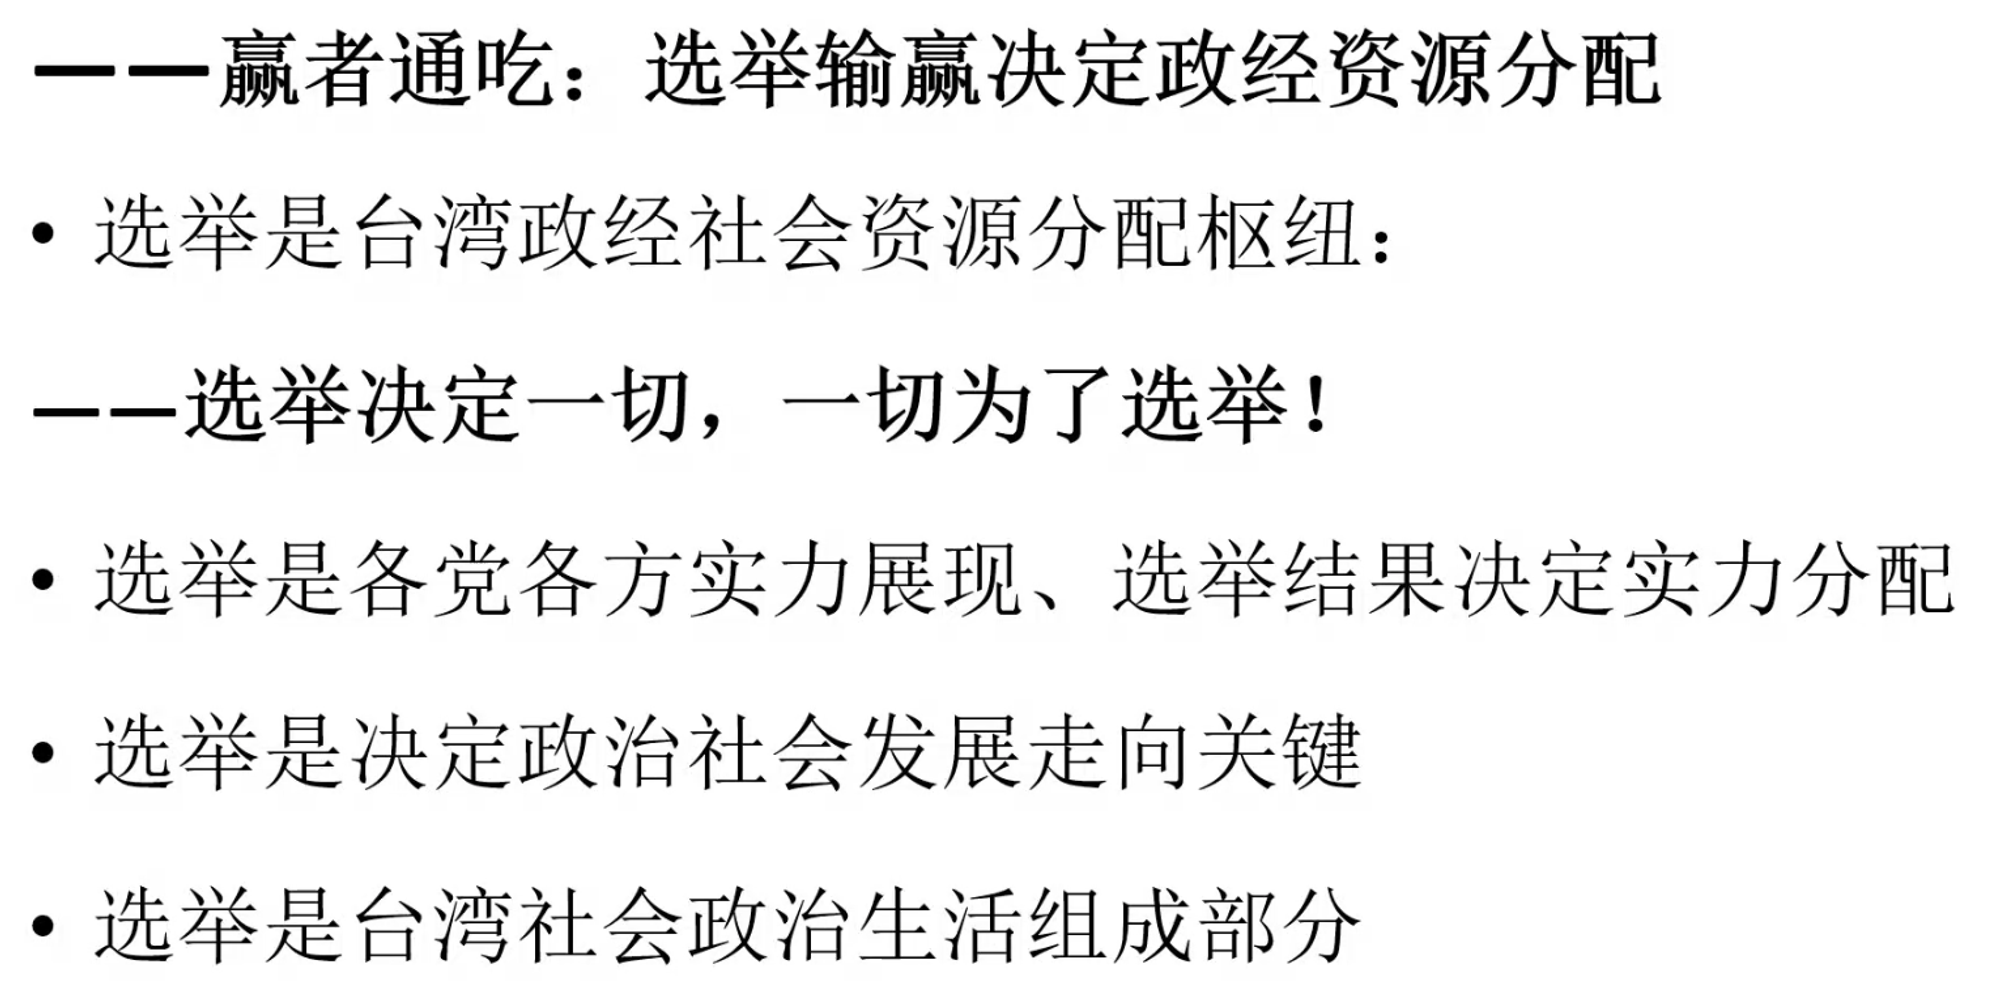 ——赢者通吃：选举输赢决定政经资源分配
• 选举是台湾政经社会资源分配枢纽：
——选举决定一切，一切为了选举！
• 选举是各党各方实力展现、选举结果决定实力分配
• 选举是决定政治社会发展走向关键
• 选举是台湾社会政治生活组成部分